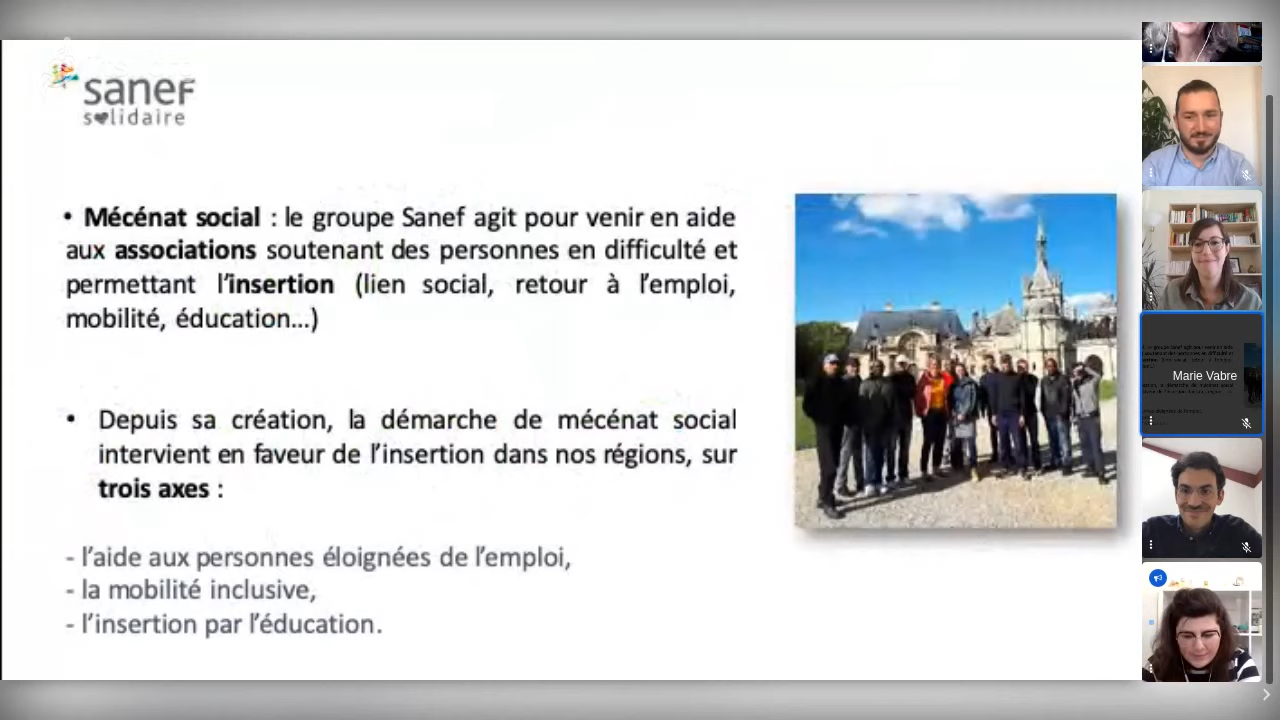 sanef
solidaire
• Mécénat social : le groupe Sanef agit pour venir en aide
aux associations soutenant des personnes en difficulté et
permettant l'insertion (lien social, retour à l'emploi,
mobilité, éducation...)
• Depuis sa création, la démarche de mécénat social
intervient en faveur de l'insertion dans nos régions, sur
trois axes :
- l'aide aux personnes éloignées de l'emploi,
- la mobilité inclusive,
- l'insertion par l'éducation.
Marie Vabre